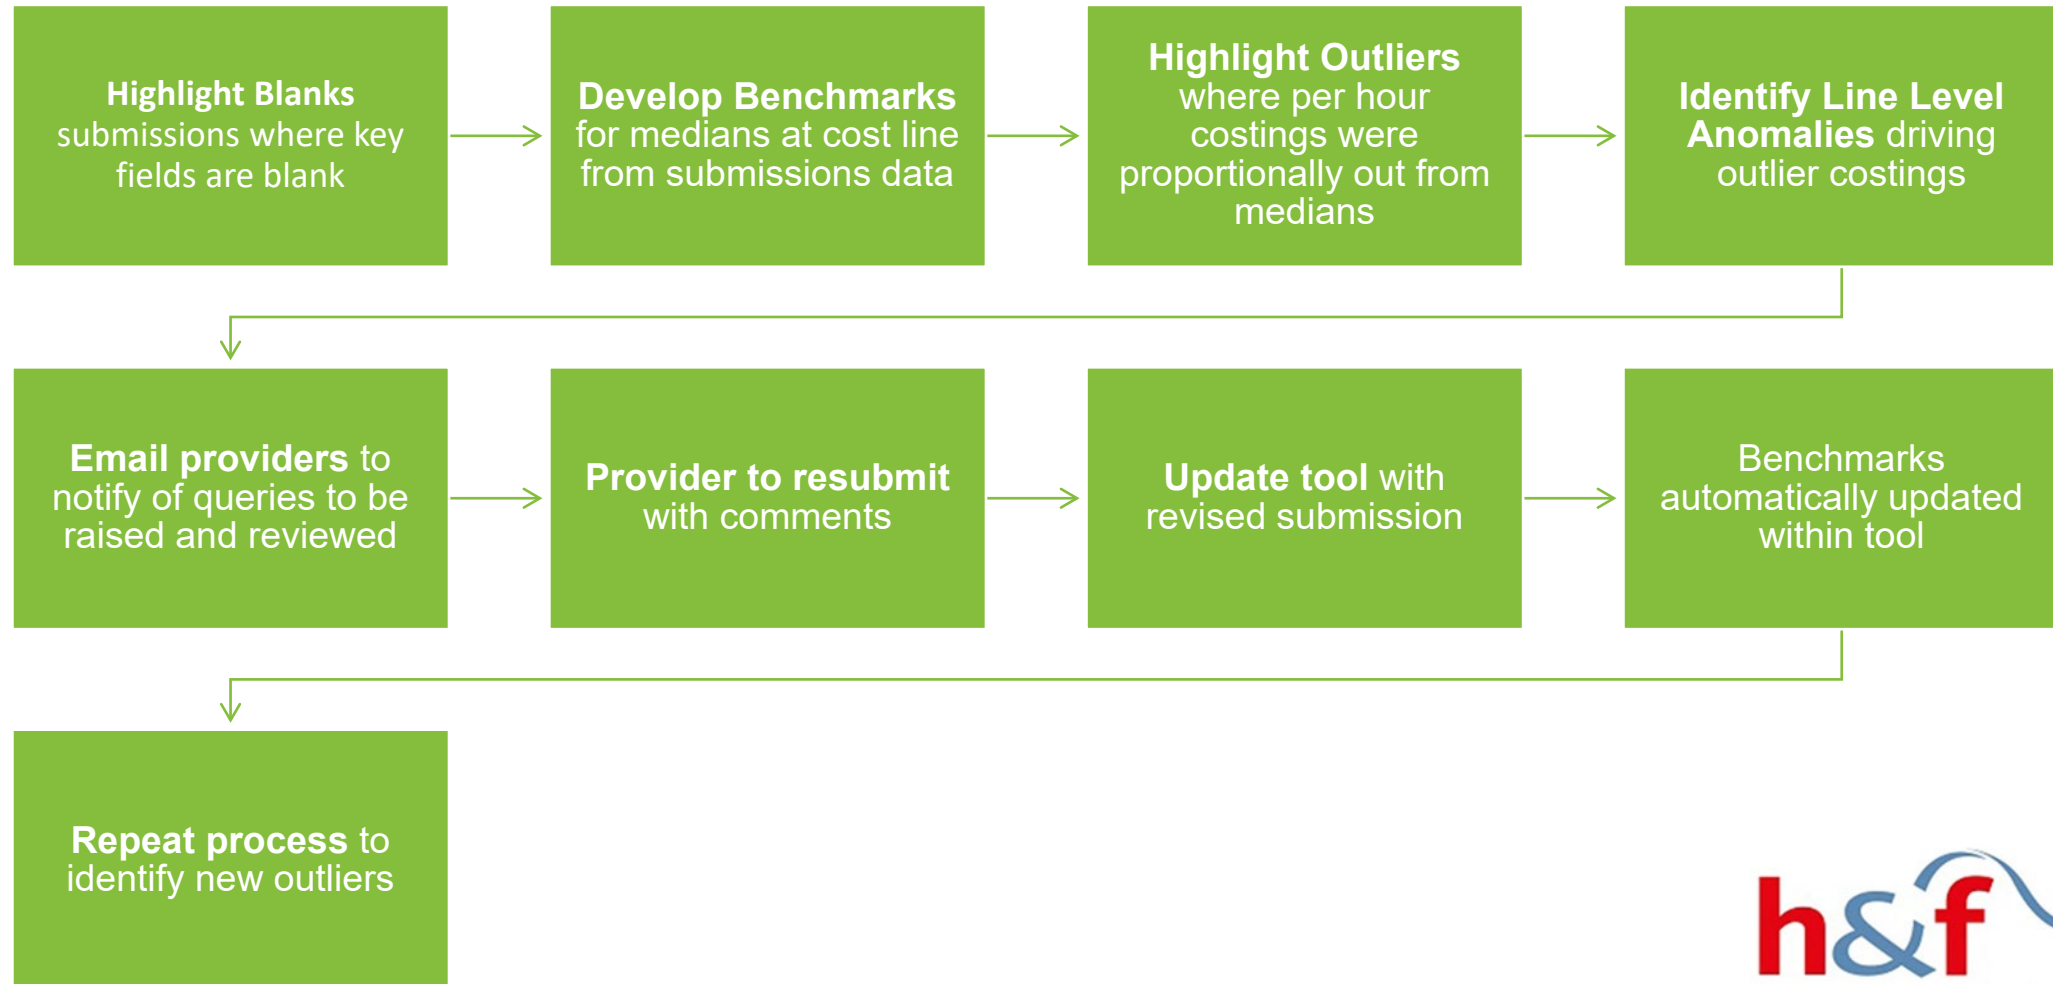 Highlight Blanks
submissions where key
fields are blank
Develop Benchmarks
for medians at cost line
from submissions data
Highlight Outliers
where per hour
costings were
proportionally out from
medians
Identify Line Level
Anomalies driving
outlier costings
Email providers to
notify of queries to be
raised and reviewed
Provider to resubmit
with comments
Update tool with
revised submission
Benchmarks
automatically updated
within tool
Repeat process to
identify new outliers
h&f